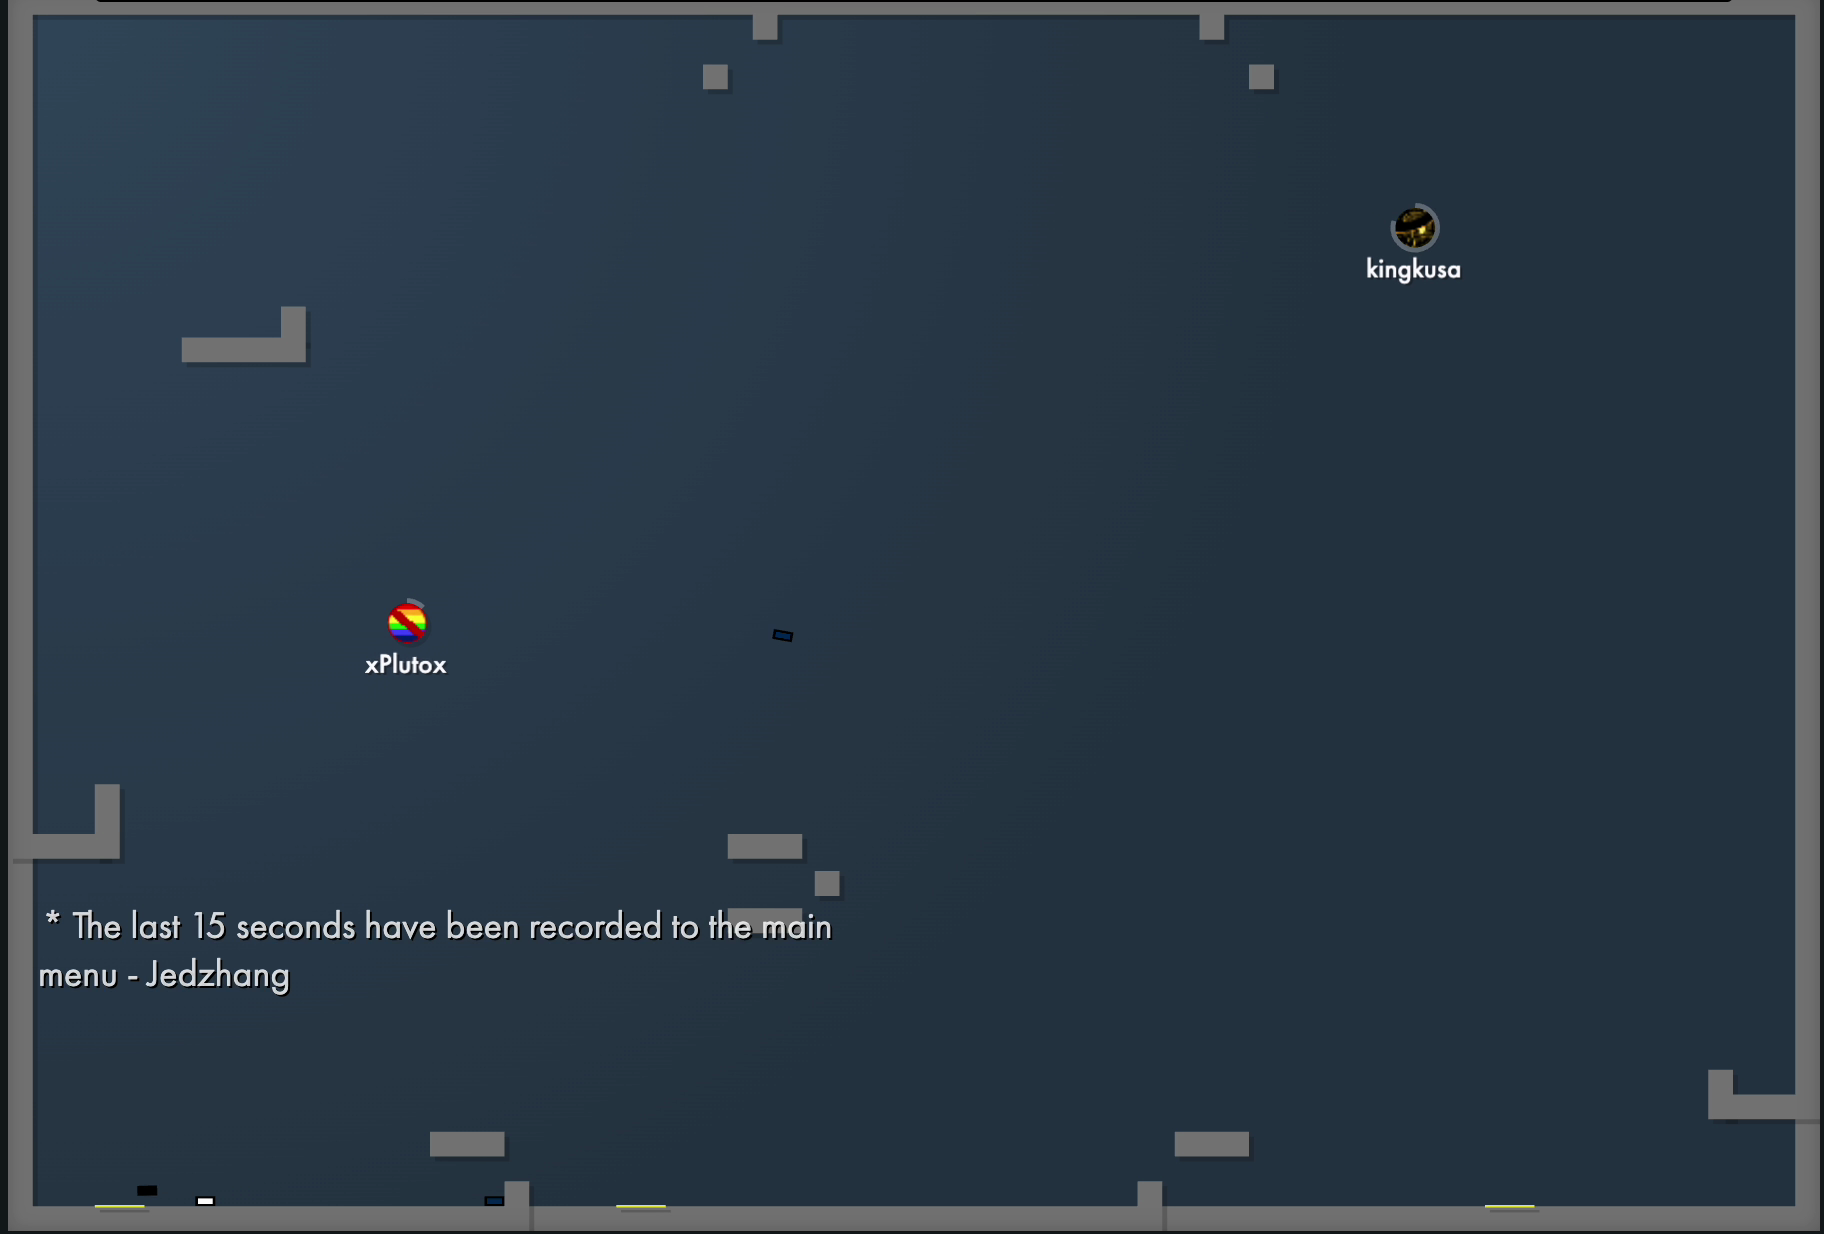 kingkusa
xPlutox
* The last 15 seconds have been recorded to the main
menu - Jedzhang